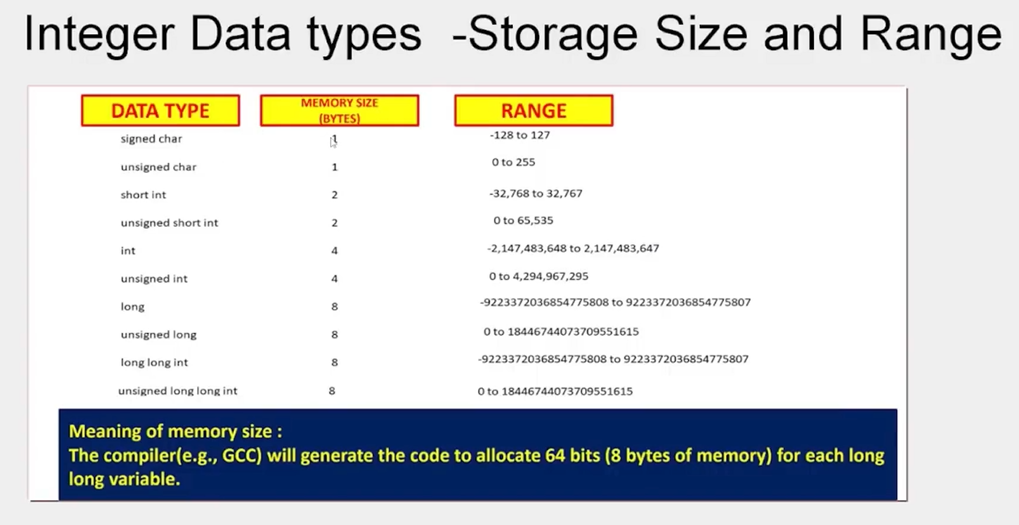 Integer Data types -Storage Size and Range
DATA TYPE MEMORY SIZE (BYTES) RANGE
signed char 1 -128 to 127
unsigned char 1 0 to 255
short int 2 -32,768 to 32,767
unsigned short int 2 0 to 65,535
int 4 -2,147,483,648 to 2,147,483,647
unsigned int 4 0 to 4,294,967,295
long 8 -9223372036854775808 to 9223372036854775807
unsigned long 8 0 to 18446744073709551615
long long int 8 -9223372036854775808 to 9223372036854775807
unsigned long long int 8 0 to 18446744073709551615
Meaning of memory size :
The compiler(e.g., GCC) will generate the code to allocate 64 bits (8 bytes of memory) for each long
long variable.